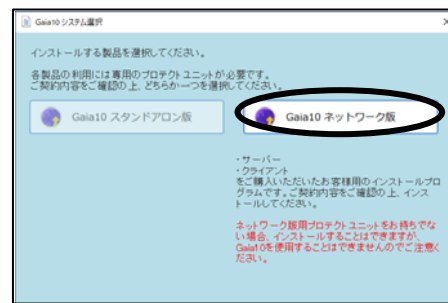 Gaia10 システム選択
インストールする製品を選択してください。
各製品の利用には専用のプロテクトユニットが必要です。
ご契約内容をご確認の上、どちらか一つを選択してください。
Gaia10 スタンドアロン版
Gaia10 ネットワーク版
・サーバー
・クライアント
をご購入いただいたお客様用のインストールプロ
グラムです。ご契約内容をご確認の上、インス
トールしてください。
ネットワーク版用プロテクトユニットをお持ちでな
い場合、インストールすることはできますが、
Gaia10を使用することはできませんのでご注意く
ださい。